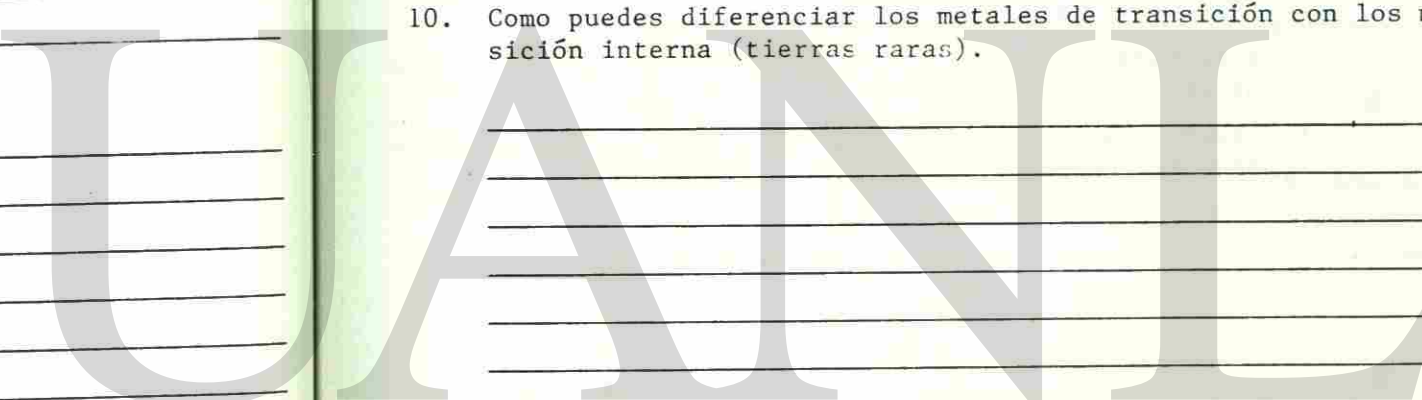 10. Como puedes diferenciar los metales de transición con los
sición interna (tierras raras).
UANL